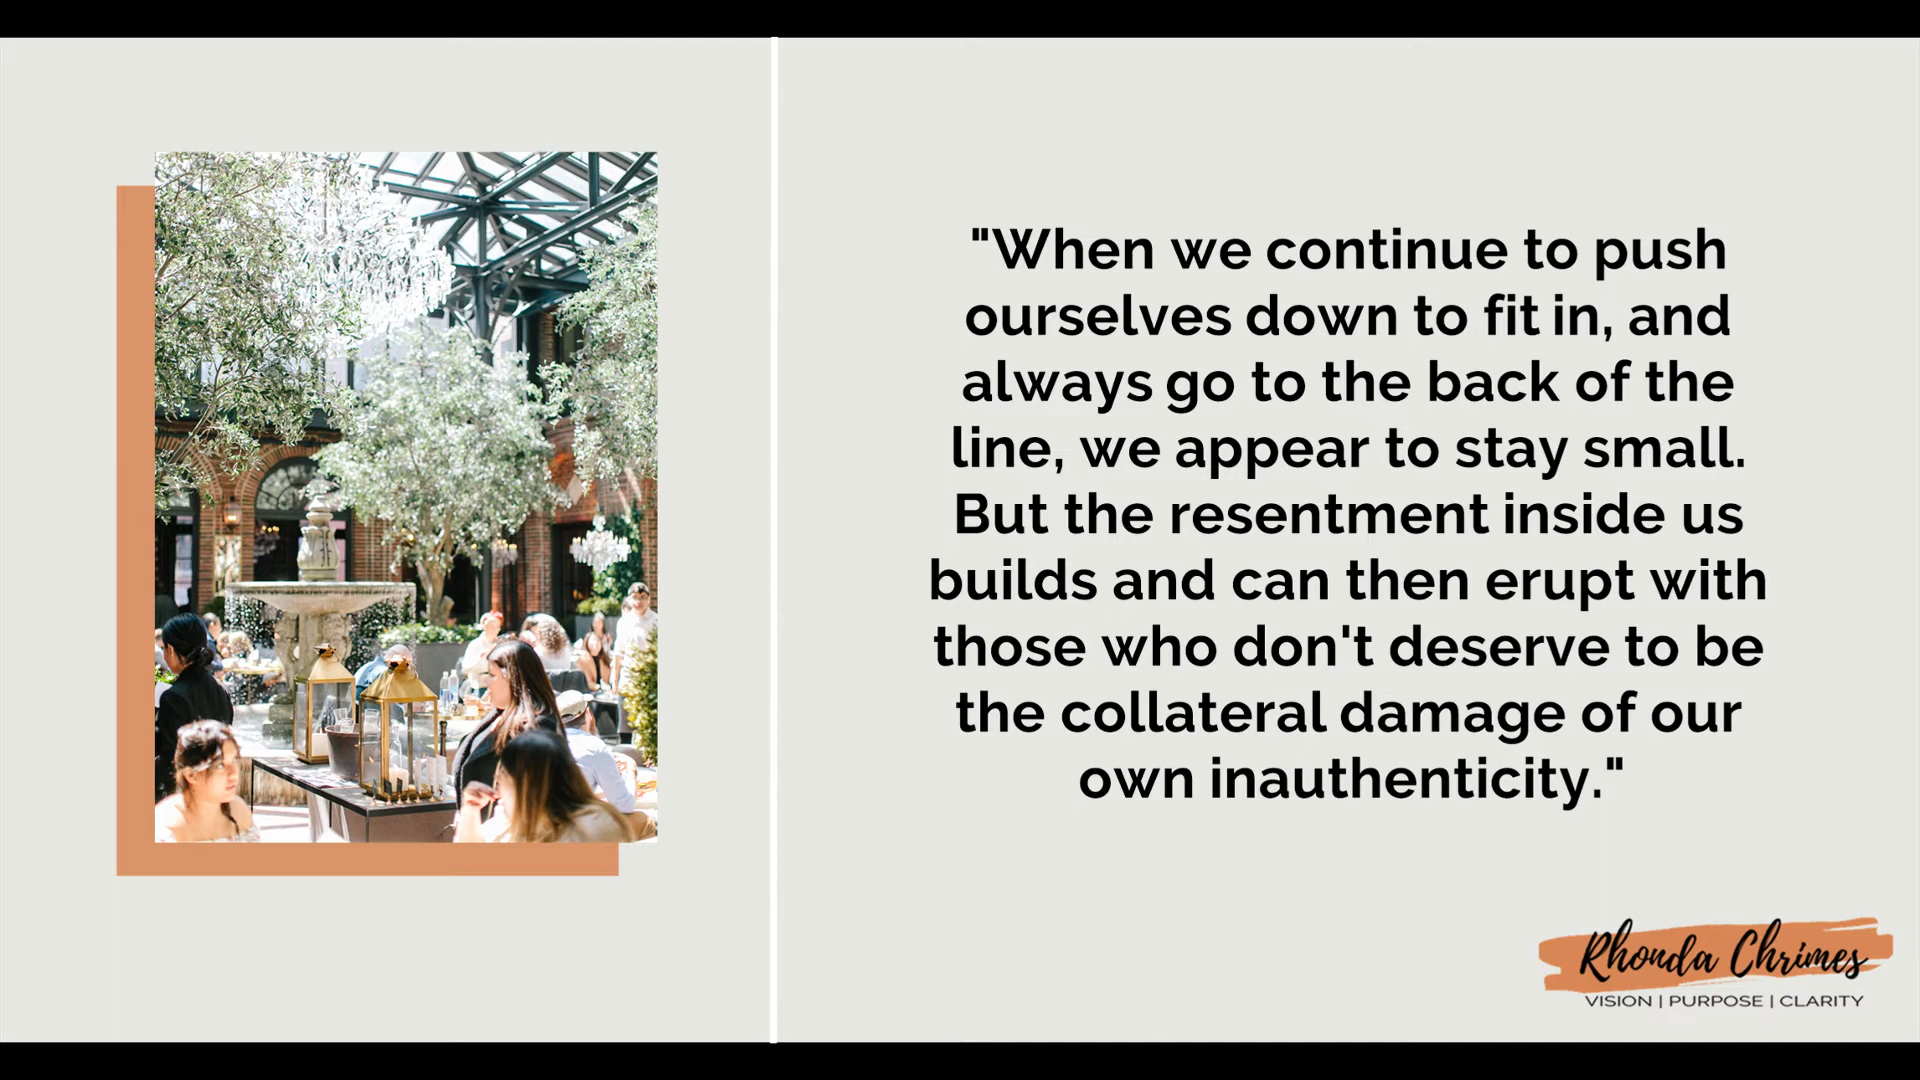 "When we continue to push
ourselves down to fit in, and
always go to the back of the
line, we appear to stay small.
But the resentment inside us
builds and can then erupt with
those who don't deserve to be
the collateral damage of our
own inauthenticity."
Rhonda Chrimes
VISION | PURPOSE | CLARITY